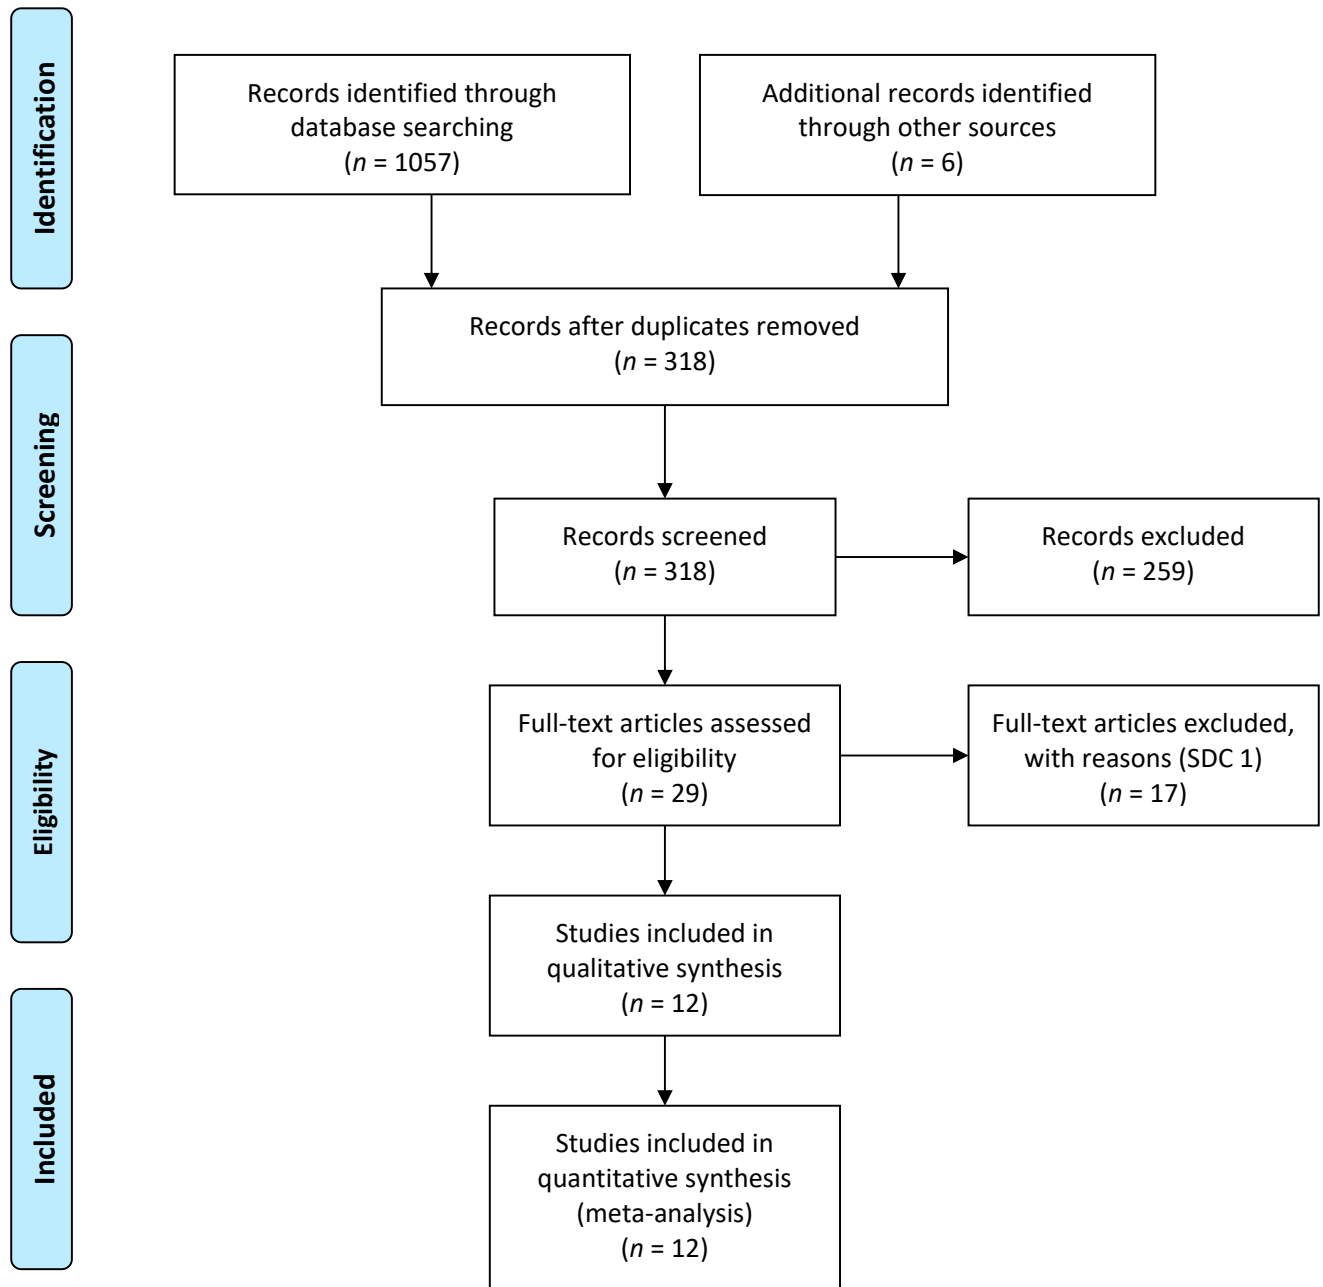 Identification
Records identified through
database searching
(n = 1057)
Additional records identified
through other sources
(n = 6)
Records after duplicates removed
(n = 318)
Screening
Records screened
(n = 318)
Records excluded
(n = 259)
Eligibility
Full-text articles assessed
for eligibility
(n = 29)
Full-text articles excluded,
with reasons (SDC 1)
(n = 17)
Studies included in
qualitative synthesis
(n = 12)
Included
Studies included in
quantitative synthesis
(meta-analysis)
(n = 12)